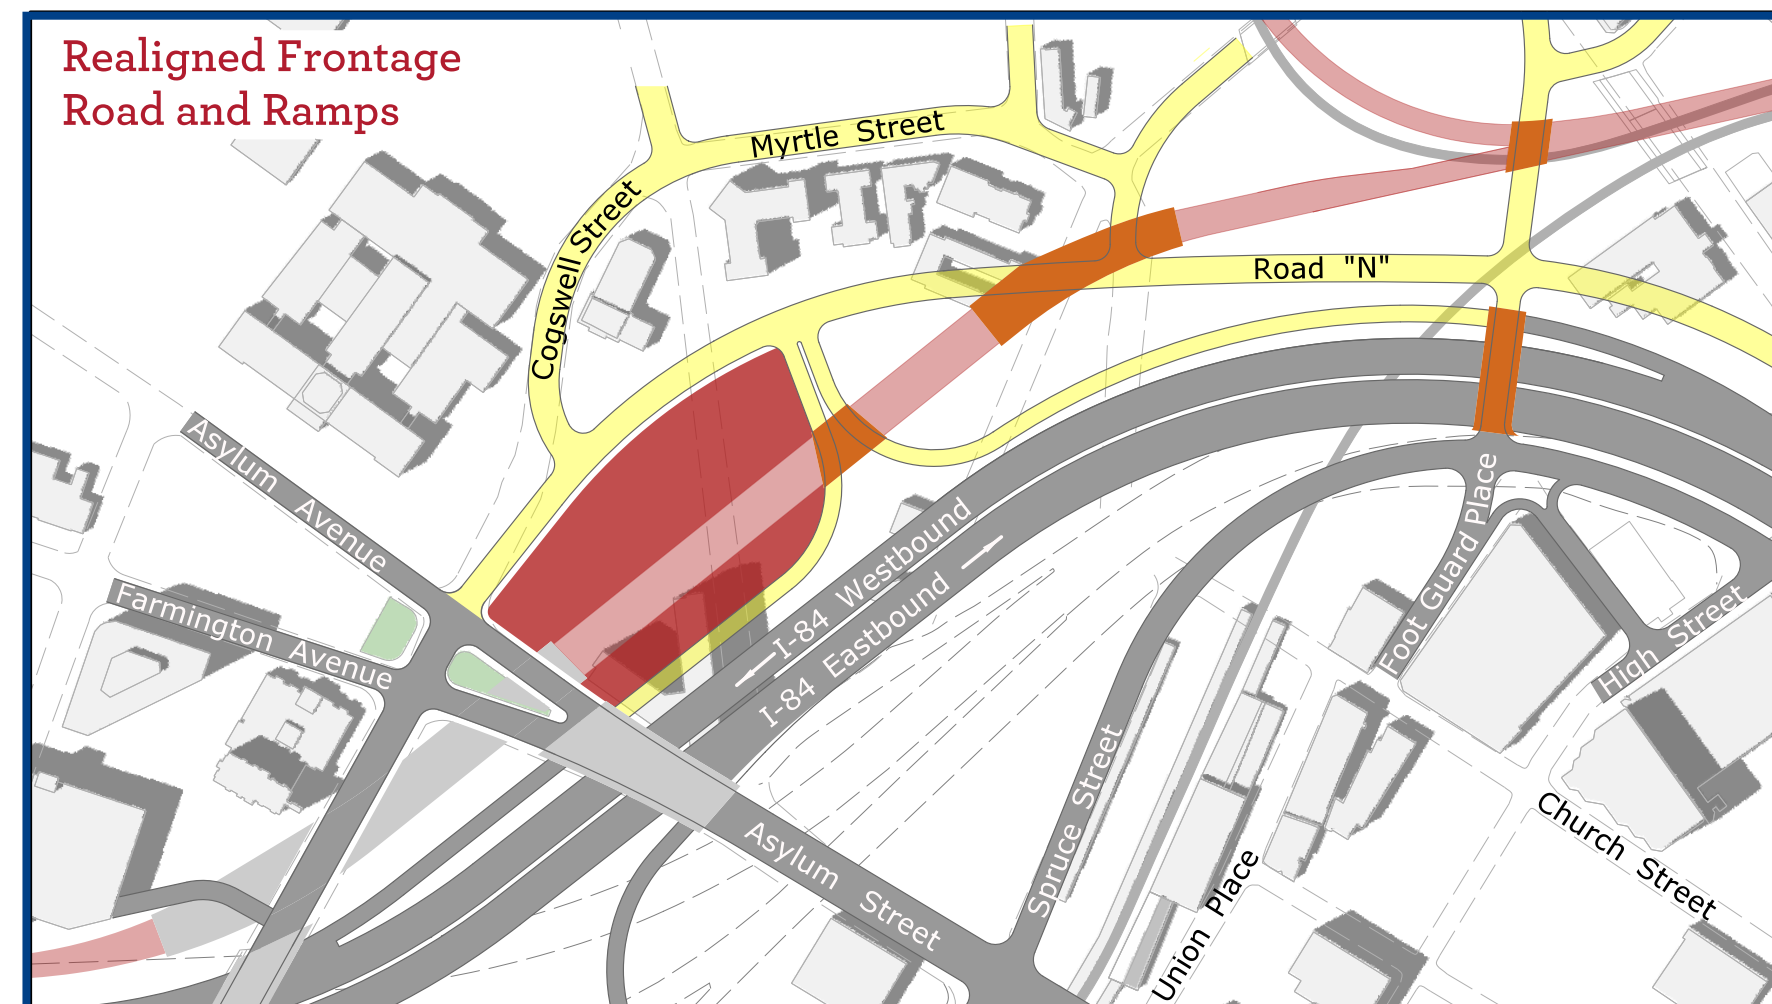 Realigned Frontage
Road and Ramps
Myrtle Street
Cogswell Street
Road "N"
Asylum Avenue
Farmington Avenue
I-84 Westbound
I-84 Eastbound
Foot Guard Place
High Street
Spruce Street
Asylum Street
Union Place
Church Street